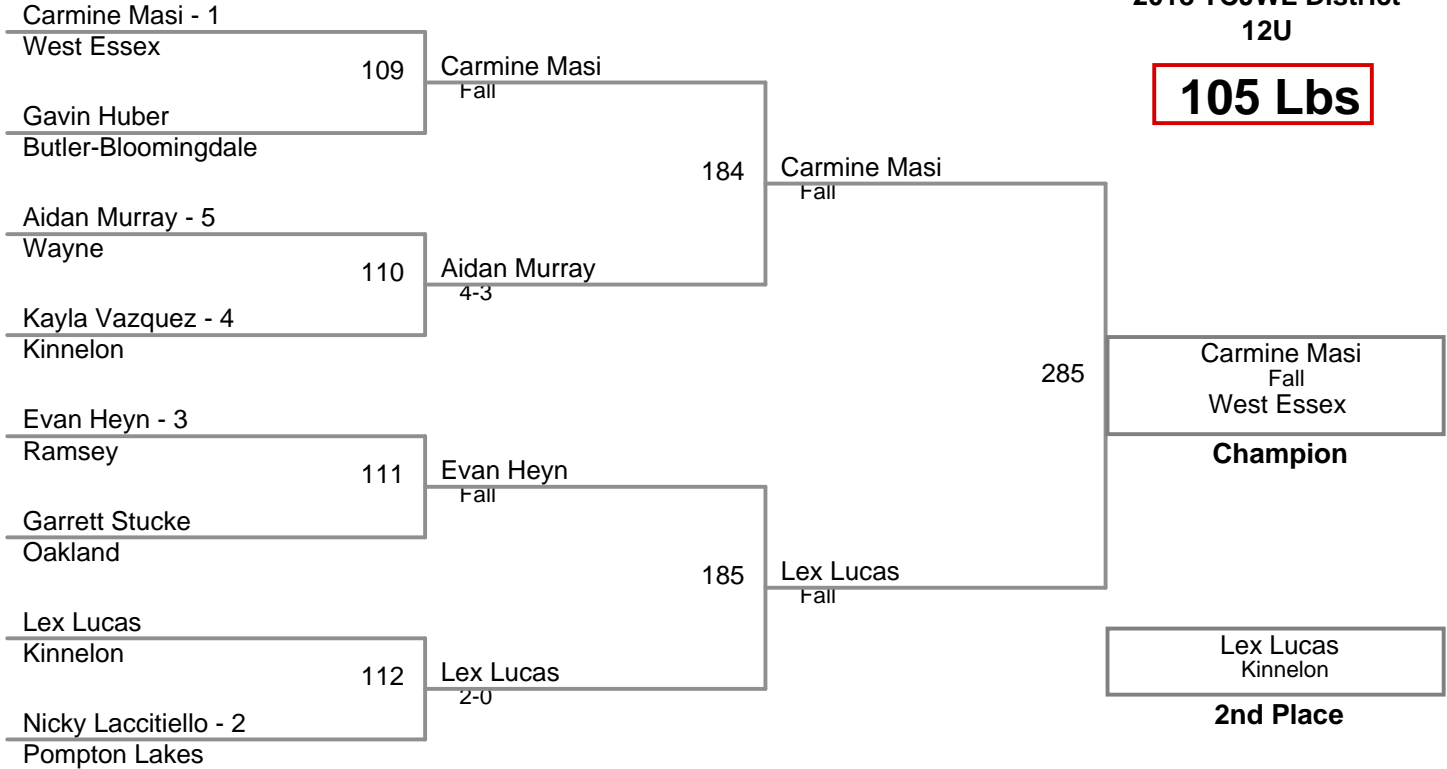 12U
105 Lbs
Carmine Masi - 1
West Essex
109
Gavin Huber
Butler-Bloomingdale
Carmine Masi
Fall
Aidan Murray - 5
Wayne
110
Kayla Vazquez - 4
Kinnelon
Aidan Murray
4-3
184
Carmine Masi
Fall
Evan Heyn - 3
Ramsey
111
Garrett Stucke
Oakland
Evan Heyn
Fall
Lex Lucas
Kinnelon
112
Nicky Laccitiello - 2
Pompton Lakes
Lex Lucas
2-0
185
Lex Lucas
Fall
285
Carmine Masi
Fall
West Essex
Champion
Lex Lucas
Kinnelon
2nd Place